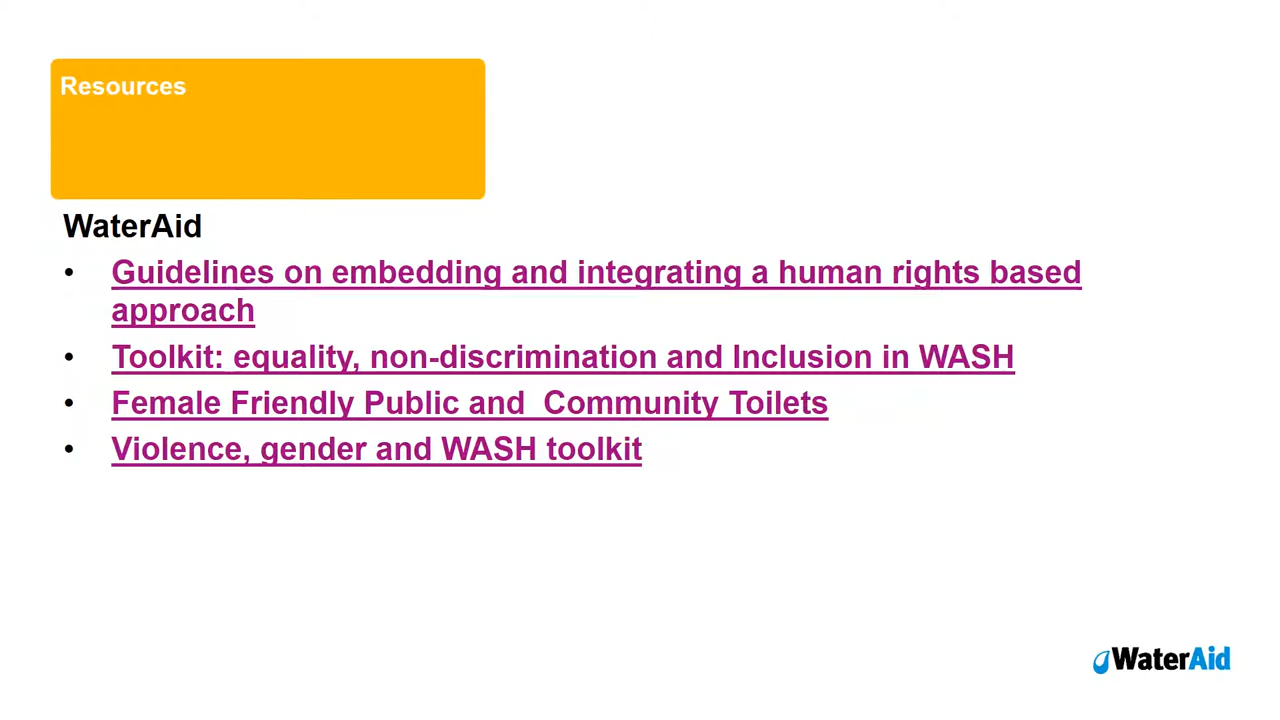 Resources
WaterAid
• Guidelines on embedding and integrating a human rights based
approach
• Toolkit: equality, non-discrimination and Inclusion in WASH
• Female Friendly Public and  Community Toilets
• Violence, gender and WASH toolkit
WaterAid